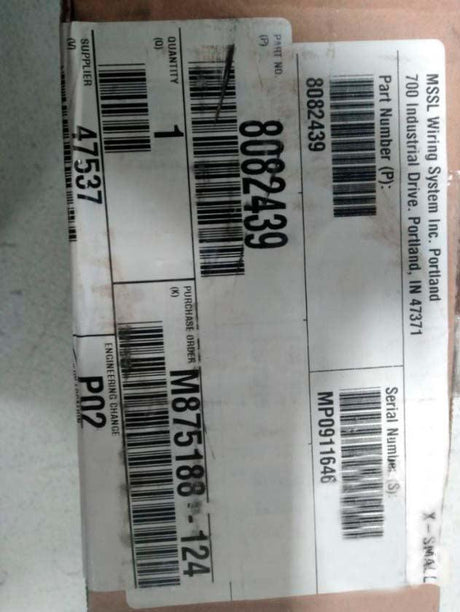 MSSL Wiring System Inc. Portland
700 Industrial Drive. Portland, IN 47371
X - SMALL
Part Number (P):
8082439
Serial Number (S):
MP0911646
PART NO.
(P)
8082439
QUANTITY
(Q)
1
PURCHASE ORDER
(K)
M875188 - 124
SUPPLIER
(V)
47537
ENGINEERING CHANGE
P02